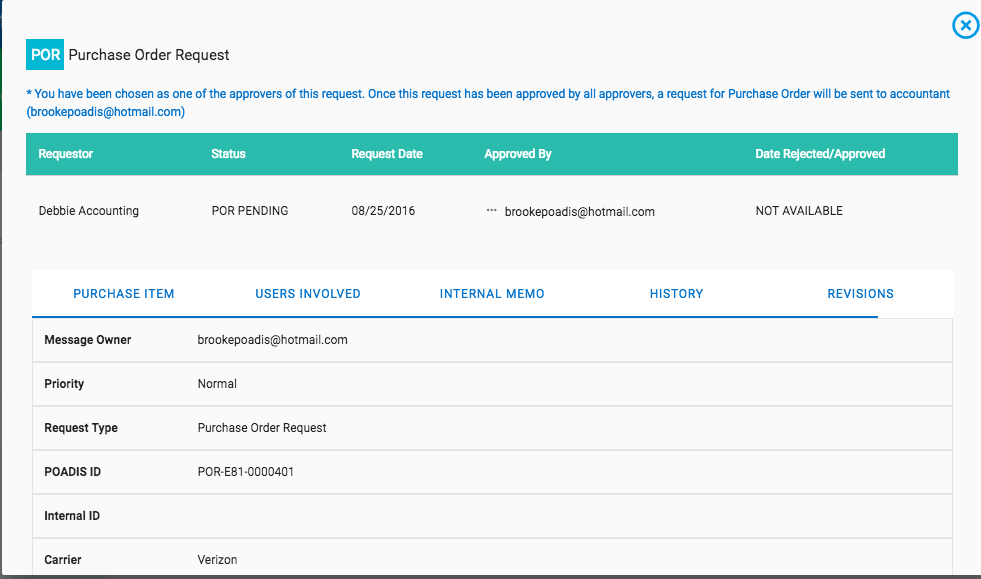 POR Purchase Order Request
* You have been chosen as one of the approvers of this request. Once this request has been approved by all approvers, a request for Purchase Order will be sent to accountant
(brookepoadis@hotmail.com)
Requestor Status Request Date Approved By Date Rejected/Approved
Debbie Accounting POR PENDING 08/25/2016 ··· brookepoadis@hotmail.com NOT AVAILABLE
PURCHASE ITEM USERS INVOLVED INTERNAL MEMO HISTORY REVISIONS
Message Owner brookepoadis@hotmail.com
Priority Normal
Request Type Purchase Order Request
POADIS ID POR-E81-0000401
Internal ID
Carrier Verizon